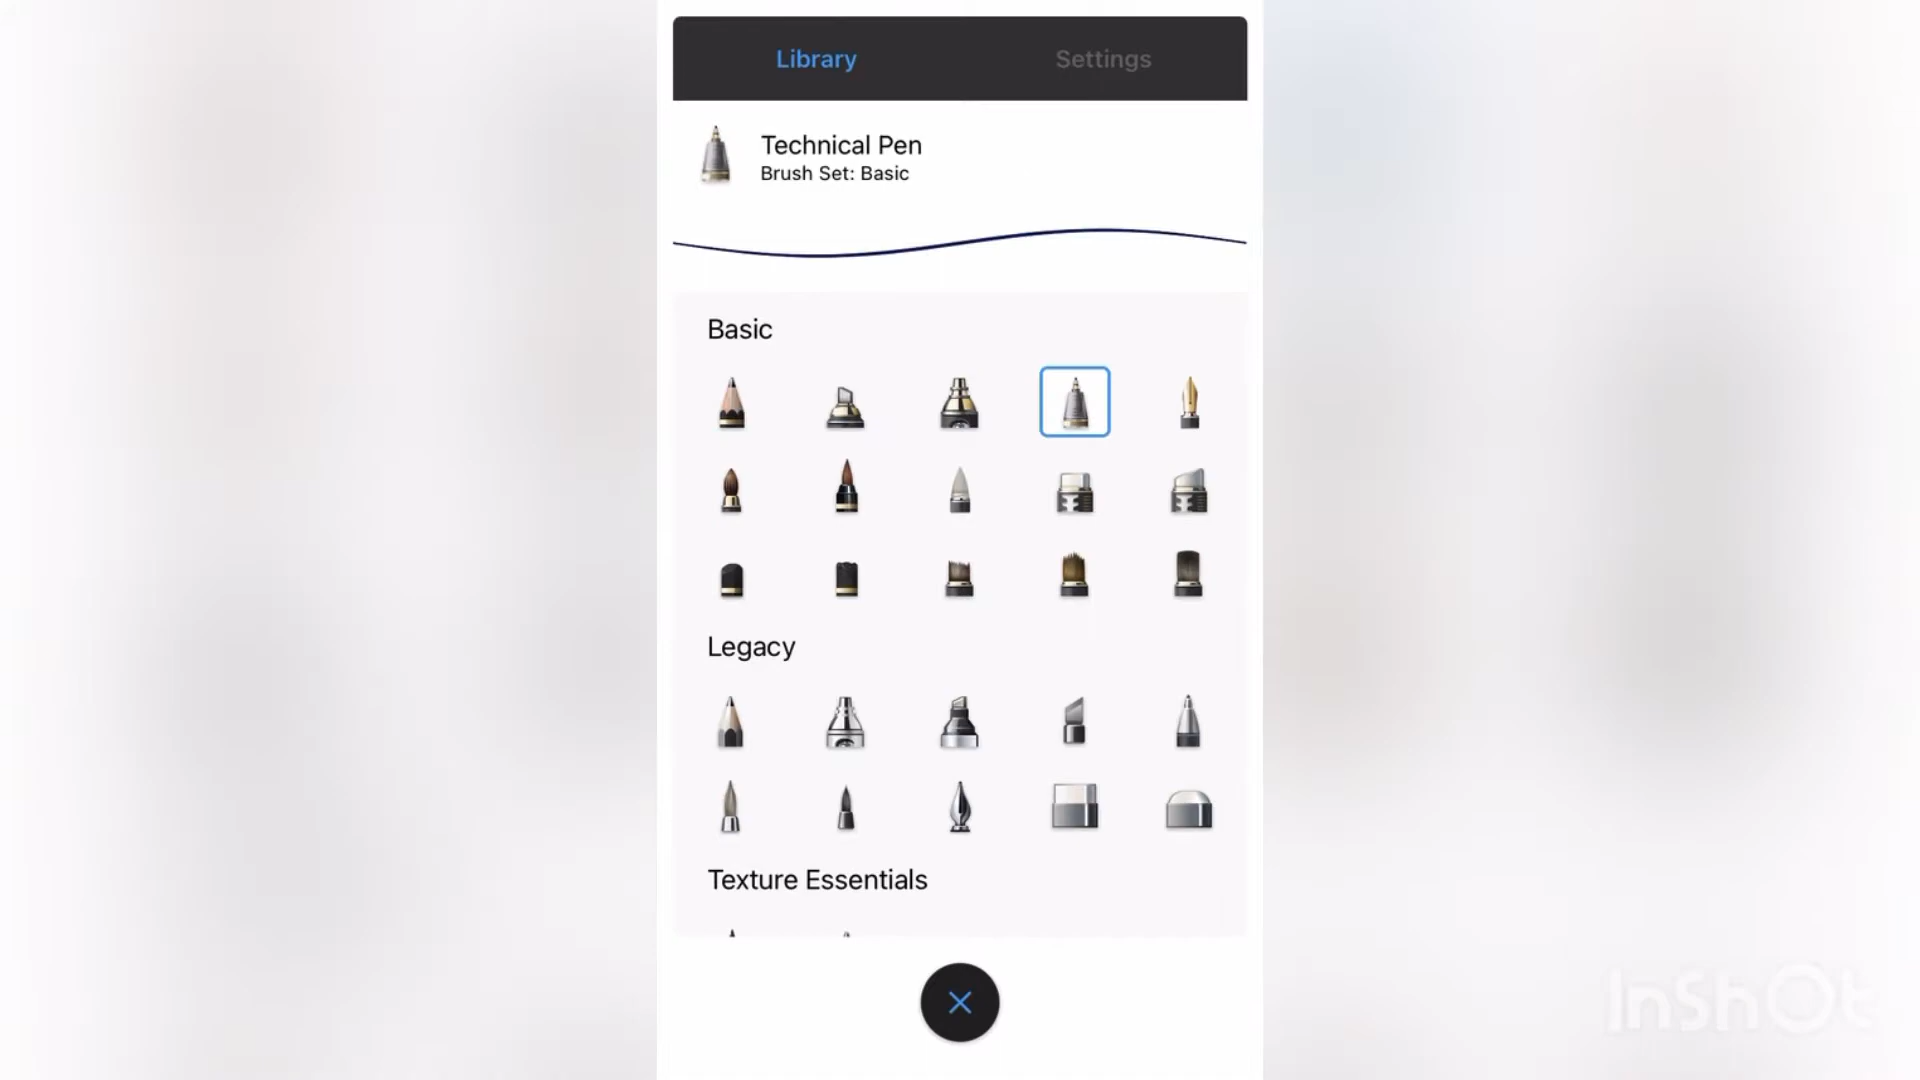 Library
Settings
Technical Pen
Brush Set: Basic
Basic
Legacy
Texture Essentials
InShOt